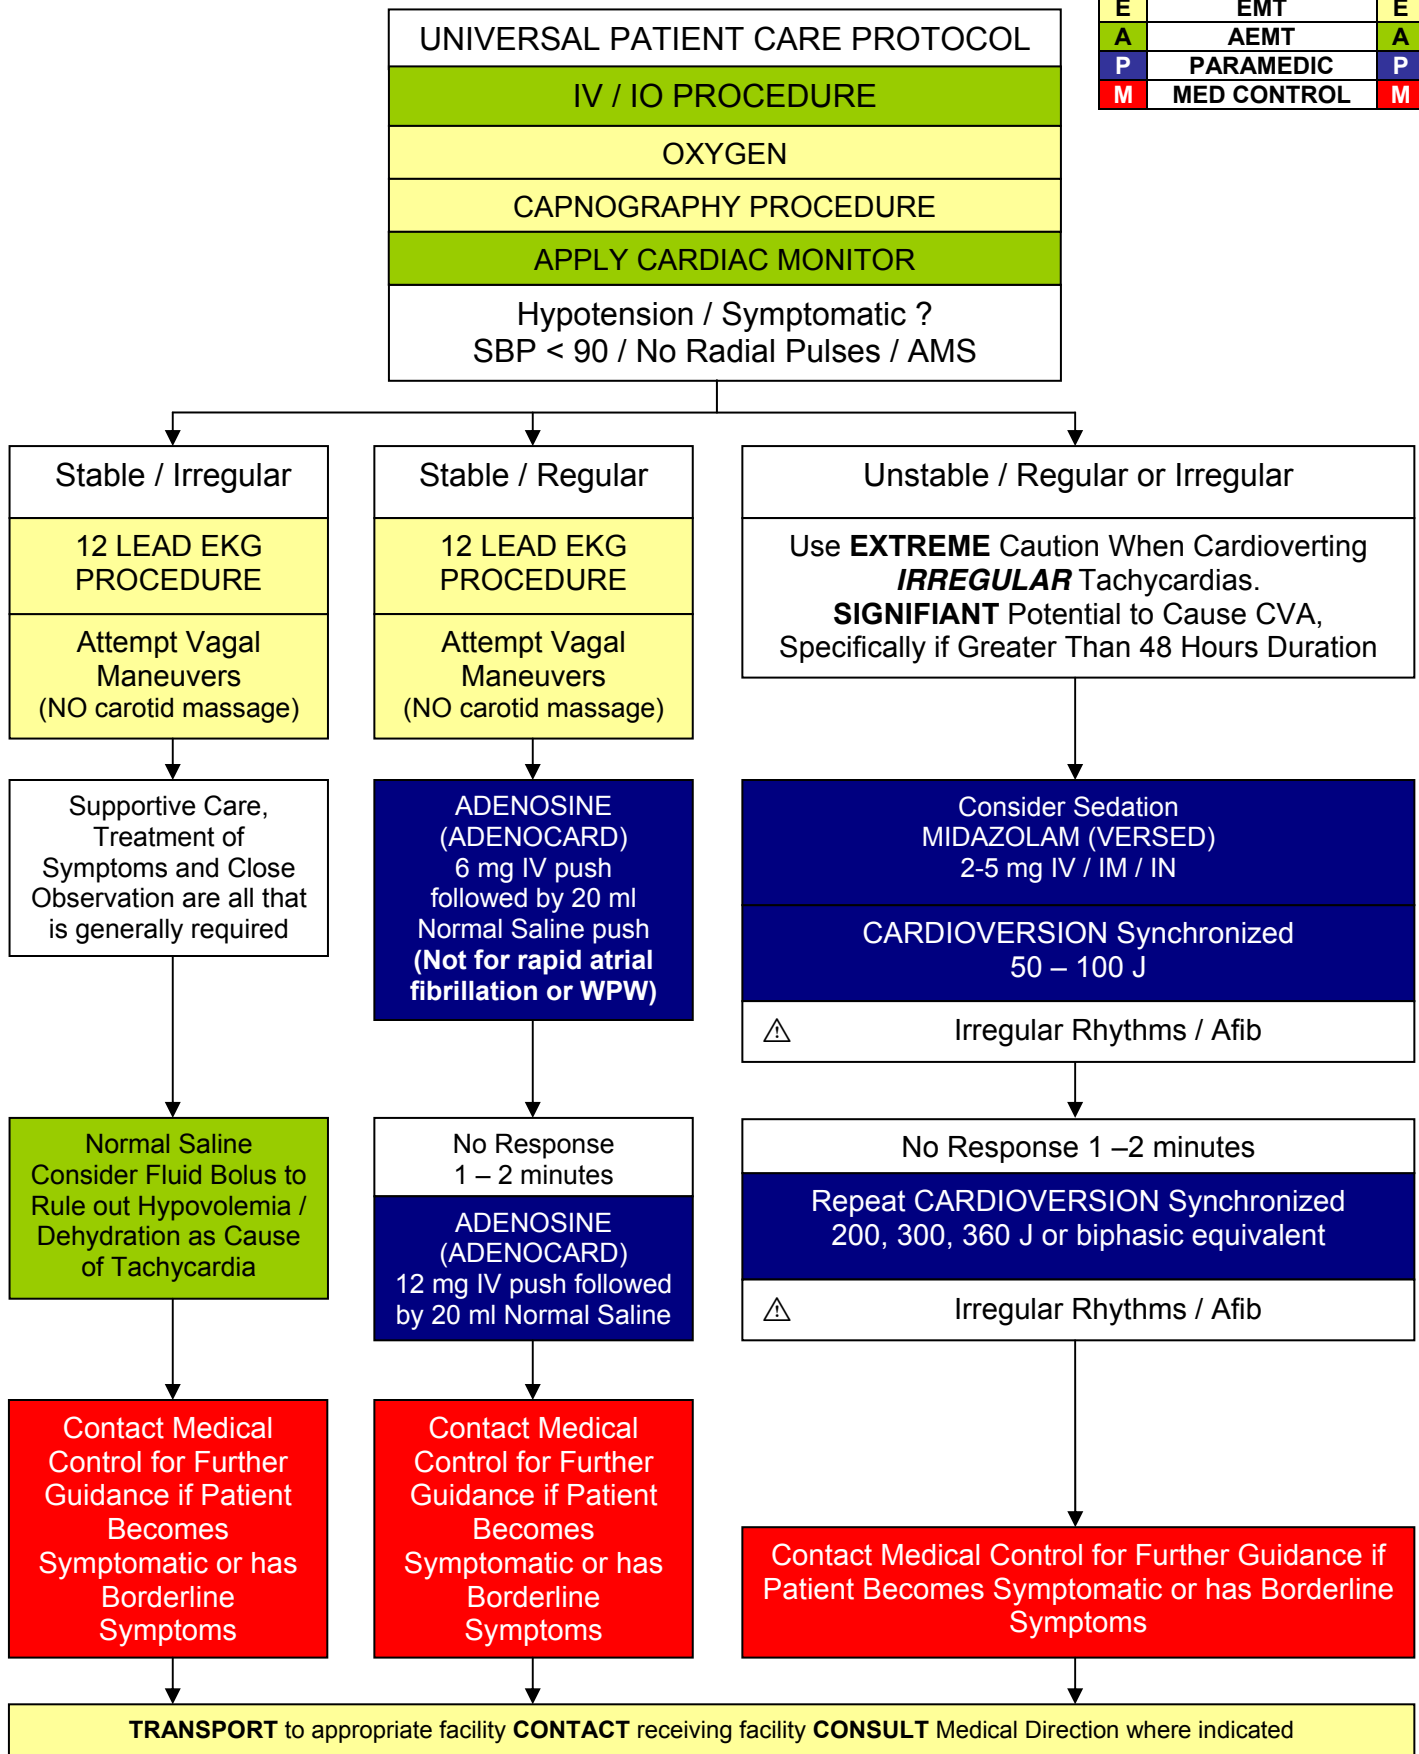 E EMT E
A AEMT A
P PARAMEDIC P
M MED CONTROL M
UNIVERSAL PATIENT CARE PROTOCOL
IV / IO PROCEDURE
OXYGEN
CAPNOGRAPHY PROCEDURE
APPLY CARDIAC MONITOR
Hypotension / Symptomatic ?
SBP < 90 / No Radial Pulses / AMS
Stable / Irregular
12 LEAD EKG
PROCEDURE
Attempt Vagal
Maneuvers
(NO carotid massage)
Supportive Care,
Treatment of
Symptoms and Close
Observation are all that
is generally required
Normal Saline
Consider Fluid Bolus to
Rule out Hypovolemia /
Dehydration as Cause
of Tachycardia
Contact Medical
Control for Further
Guidance if Patient
Becomes
Symptomatic or has
Borderline
Symptoms
Stable / Regular
12 LEAD EKG
PROCEDURE
Attempt Vagal
Maneuvers
(NO carotid massage)
ADENOSINE
(ADENOCARD)
6 mg IV push
followed by 20 ml
Normal Saline push
(Not for rapid atrial
fibrillation or WPW)
No Response
1 – 2 minutes
ADENOSINE
(ADENOCARD)
12 mg IV push followed
by 20 ml Normal Saline
Contact Medical
Control for Further
Guidance if Patient
Becomes
Symptomatic or has
Borderline
Symptoms
Unstable / Regular or Irregular
Use EXTREME Caution When Cardioverting
IRREGULAR Tachycardias.
SIGNIFIANT Potential to Cause CVA,
Specifically if Greater Than 48 Hours Duration
Consider Sedation
MIDAZOLAM (VERSED)
2-5 mg IV / IM / IN
CARDIOVERSION Synchronized
50 – 100 J
⚠ Irregular Rhythms / Afib
No Response 1 –2 minutes
Repeat CARDIOVERSION Synchronized
200, 300, 360 J or biphasic equivalent
⚠ Irregular Rhythms / Afib
Contact Medical Control for Further Guidance if
Patient Becomes Symptomatic or has Borderline
Symptoms
TRANSPORT to appropriate facility CONTACT receiving facility CONSULT Medical Direction where indicated